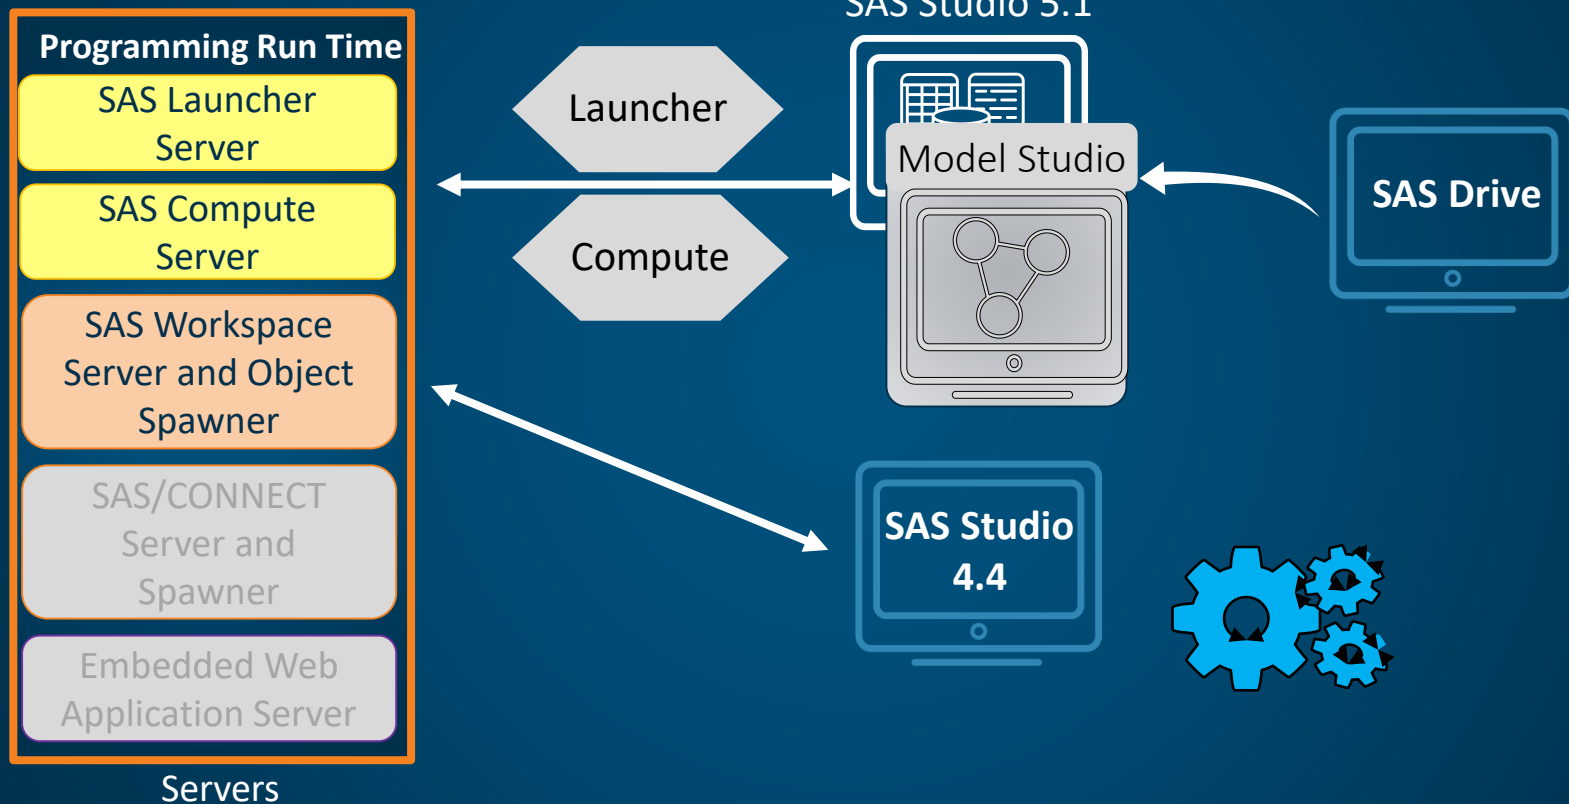 Programming Run Time
SAS Launcher
Server
SAS Compute
Server
SAS Workspace
Server and Object
Spawner
SAS/CONNECT
Server and
Spawner
Embedded Web
Application Server
Servers
Launcher
Compute
SAS Studio 5.1
Model Studio
SAS Drive
SAS Studio
4.4